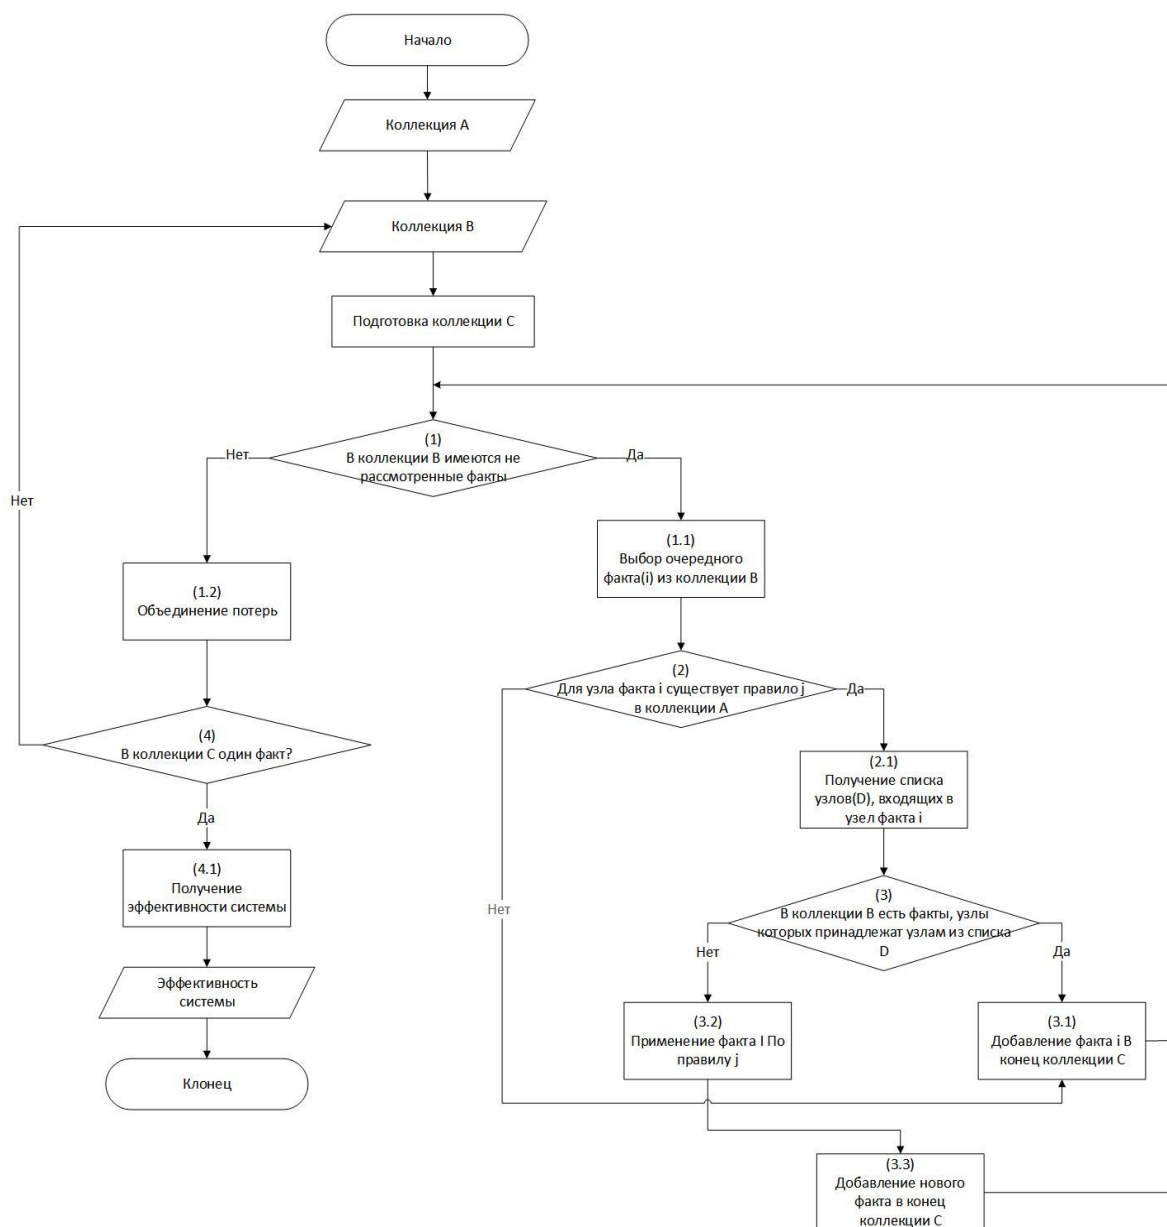 Начало
Коллекция А
Коллекция В
Подготовка коллекции С
(1)
В коллекции В имеются не
рассмотренные факты
Нет
Да
Нет
(1.1)
Выбор очередного
факта(i) из коллекции В
(1.2)
Объединение потерь
(2)
Для узла факта i существует правило j
в коллекции А
Да
Нет
(4)
В коллекции С один факт?
Да
(2.1)
Получение списка
узлов(D), входящих в
узел факта i
(4.1)
Получение
эффективности системы
(3)
В коллекции В есть факты, узлы
которых принадлежат узлам из списка
D
Нет
Да
Эффективность
системы
(3.2)
Применение факта I По
правилу j
(3.1)
Добавление факта i В
конец коллекции С
Клонец
(3.3)
Добавление нового
факта в конец
коллекции С